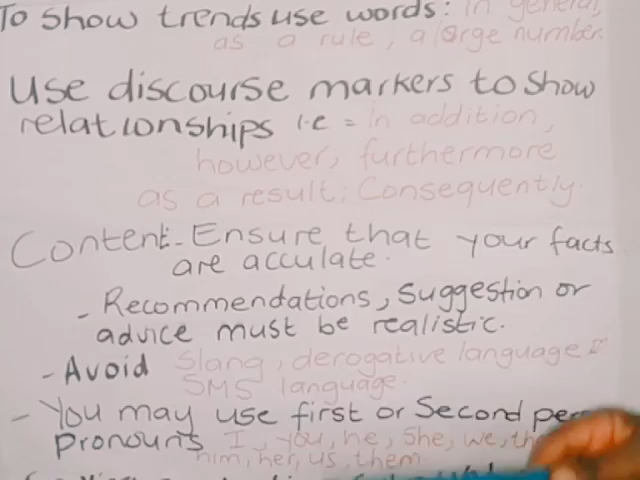 To show trends use words: in general,
as a rule, a large number.
Use discourse markers to show
relationships i.e = in addition,
however, furthermore
as a result: Consequently.
Content - Ensure that your facts
are acculate.
- Recommendations, suggestion or
advice must be realistic.
- Avoid slang, derogative language
SMS language.
- You may use first or Second
pronouns I, you, he, she, we,
him, her, us, them